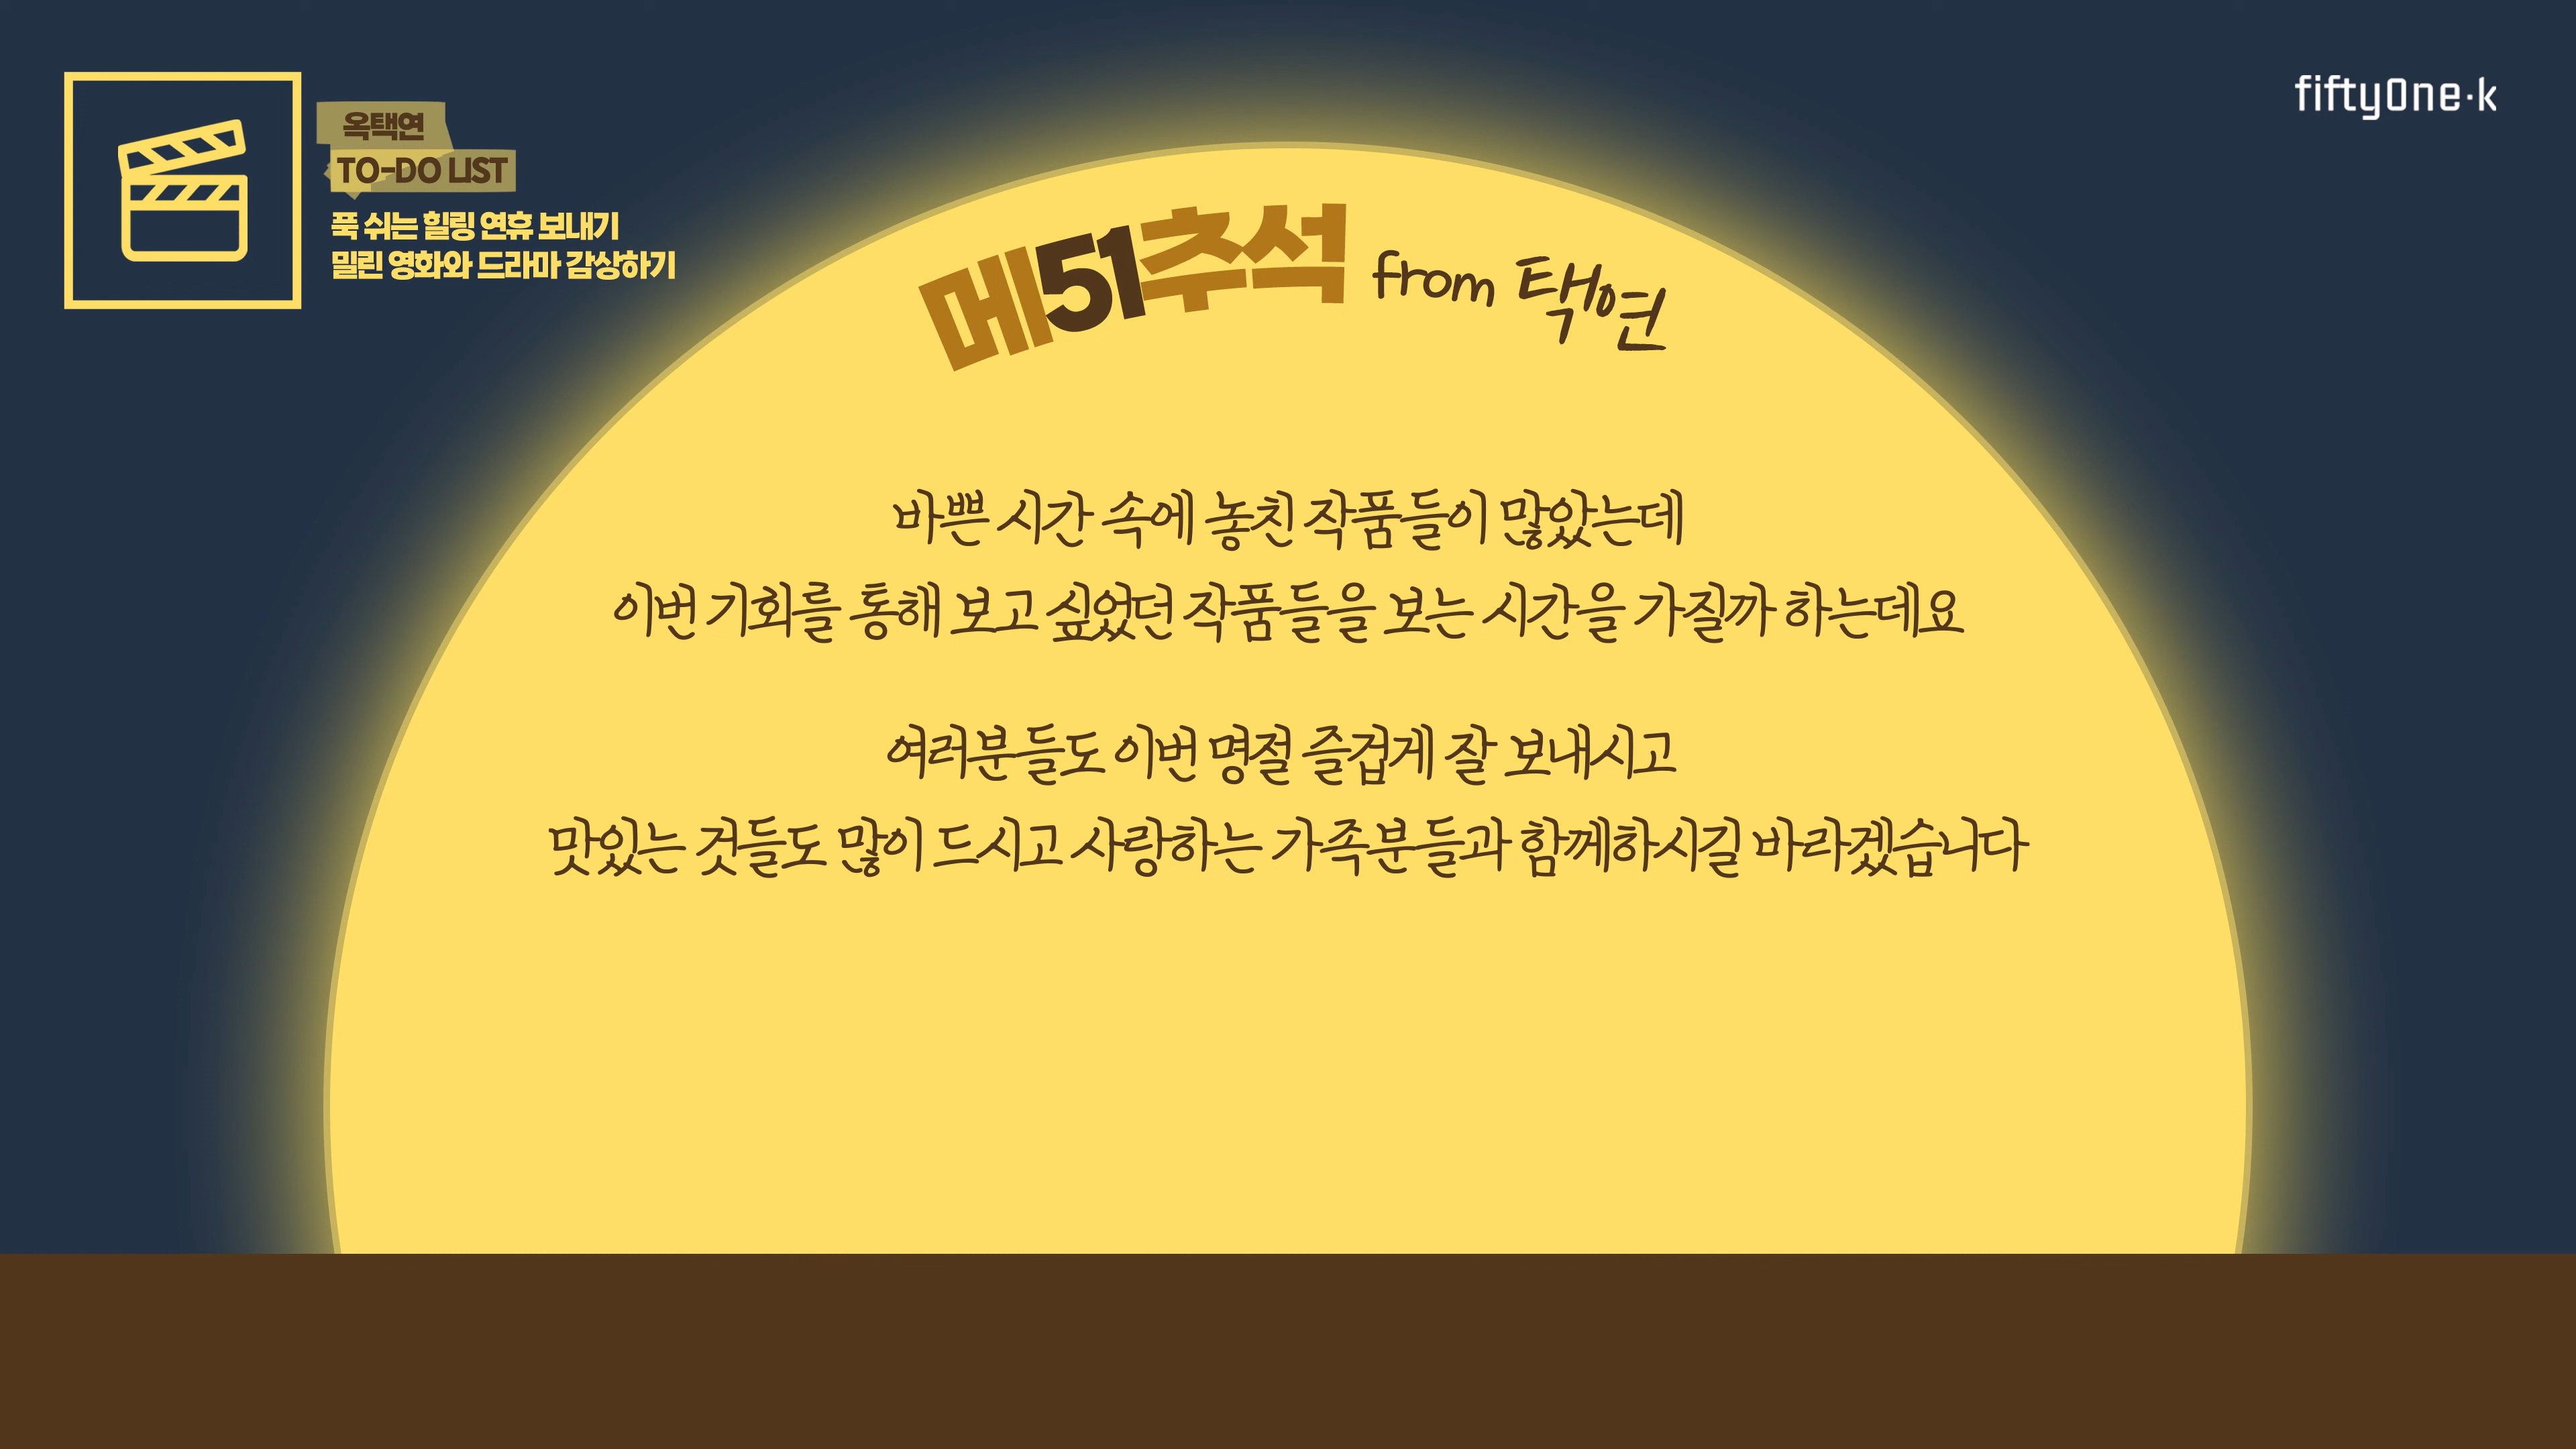 옥택연
TO-DO LIST
푹 쉬는 힐링 연휴 보내기
밀린 영화와 드라마 감상하기
fiftyOne·k
메51추석 from 택연
바쁜 시간 속에 놓친 작품들이 많았는데
이번 기회를 통해 보고 싶었던 작품들을 보는 시간을 가질까 하는데요
여러분들도 이번 명절 즐겁게 잘 보내시고
맛있는 것들도 많이 드시고 사랑하는 가족분들과 함께하시길 바라겠습니다